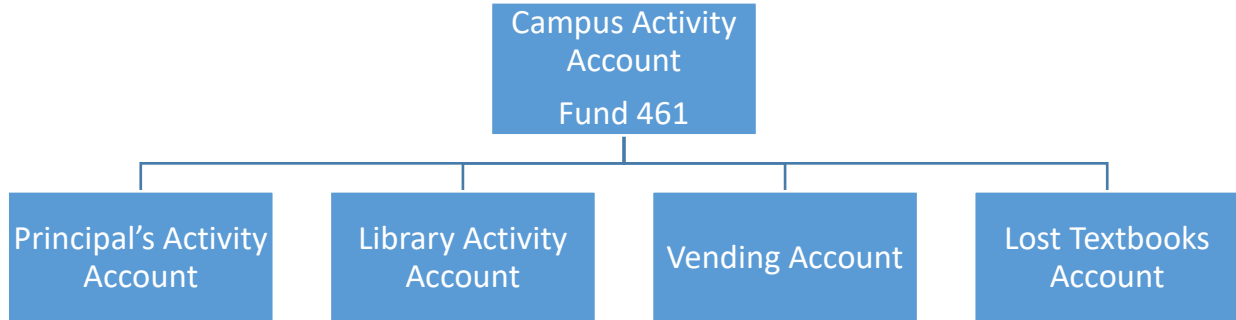 Campus Activity
Account
Fund 461
Principal’s Activity
Account
Library Activity
Account
Vending Account
Lost Textbooks
Account